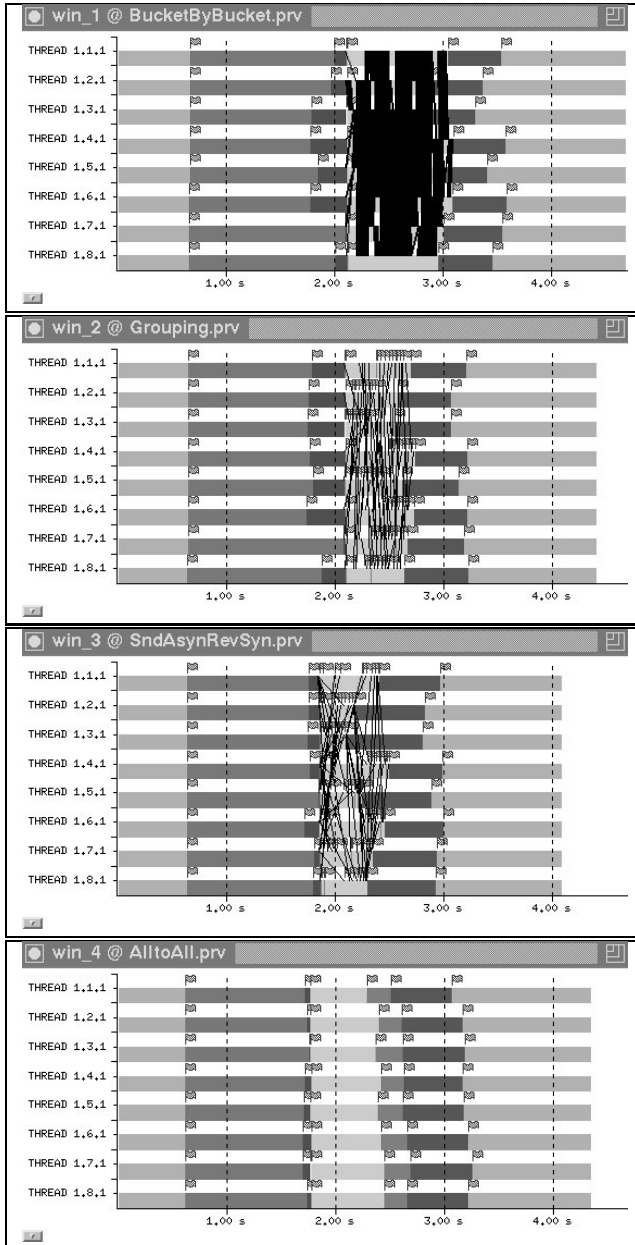 win_1 @ BucketByBucket.prv
THREAD 1.1.1
THREAD 1.2.1
THREAD 1.3.1
THREAD 1.4.1
THREAD 1.5.1
THREAD 1.6.1
THREAD 1.7.1
THREAD 1.8.1
1.00 s 2.00 s 3.00 s 4.00 s
win_2 @ Grouping.prv
THREAD 1.1.1
THREAD 1.2.1
THREAD 1.3.1
THREAD 1.4.1
THREAD 1.5.1
THREAD 1.6.1
THREAD 1.7.1
THREAD 1.8.1
1.00 s 2.00 s 3.00 s 4.00 s
win_3 @ SndAsynRevSyn.prv
THREAD 1.1.1
THREAD 1.2.1
THREAD 1.3.1
THREAD 1.4.1
THREAD 1.5.1
THREAD 1.6.1
THREAD 1.7.1
THREAD 1.8.1
1.00 s 2.00 s 3.00 s 4.00 s
win_4 @ AlltoAll.prv
THREAD 1.1.1
THREAD 1.2.1
THREAD 1.3.1
THREAD 1.4.1
THREAD 1.5.1
THREAD 1.6.1
THREAD 1.7.1
THREAD 1.8.1
1.00 s 2.00 s 3.00 s 4.00 s